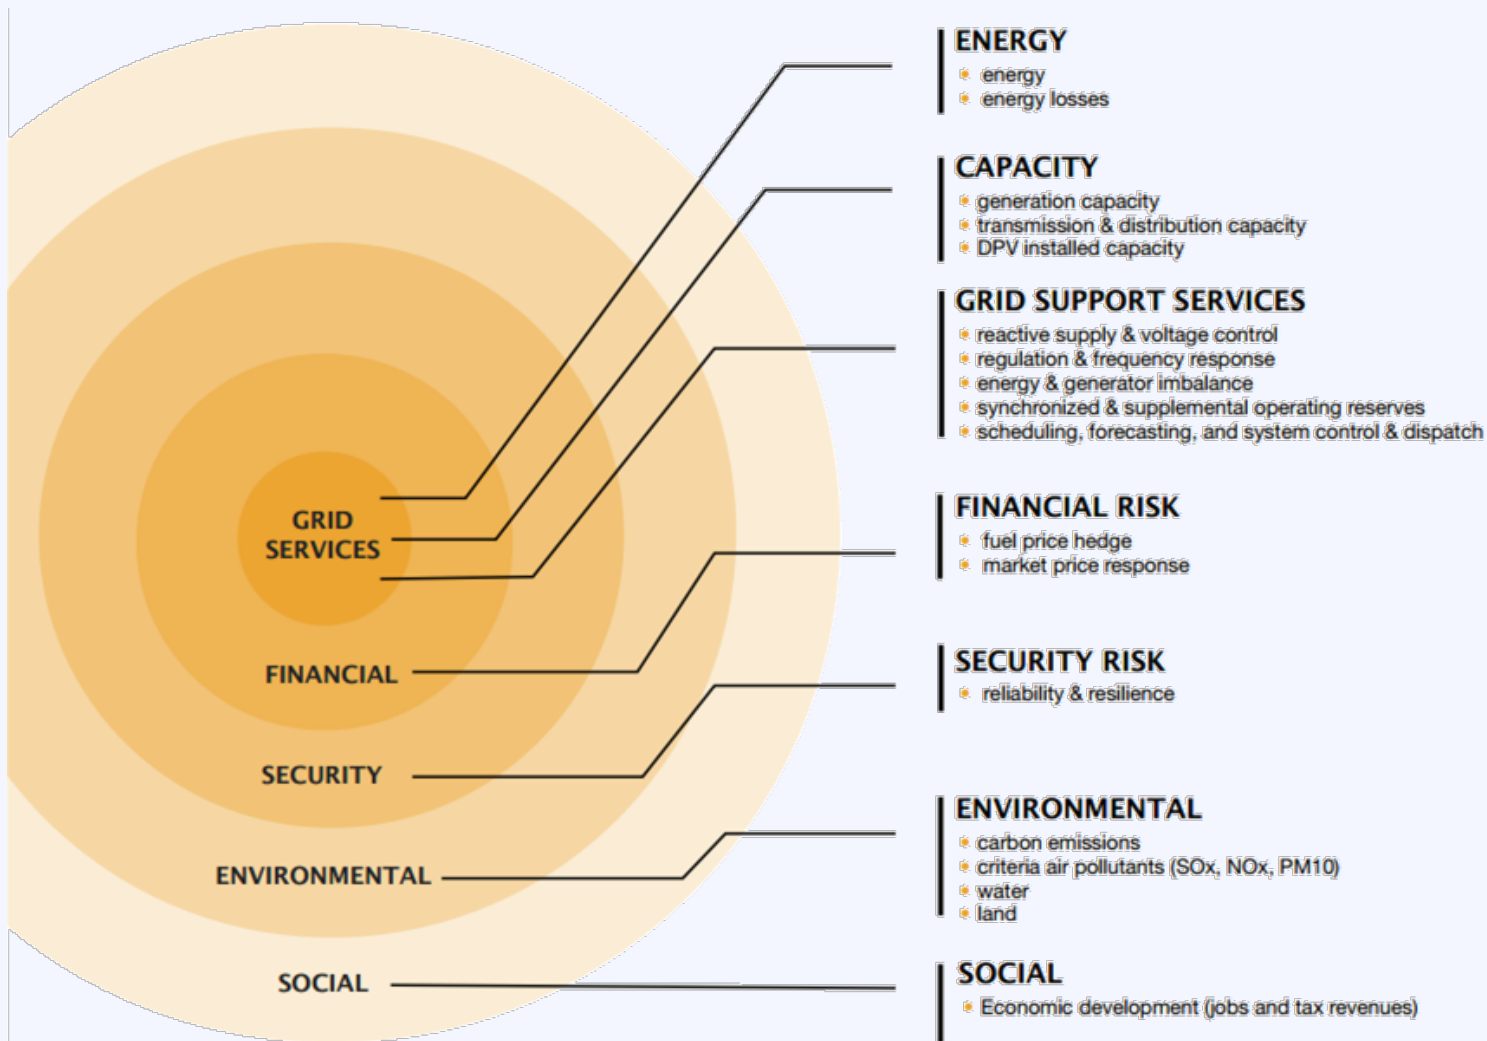 GRID
SERVICES
FINANCIAL
SECURITY
ENVIRONMENTAL
SOCIAL
ENERGY
energy
energy losses
CAPACITY
generation capacity
transmission & distribution capacity
DPV installed capacity
GRID SUPPORT SERVICES
reactive supply & voltage control
regulation & frequency response
energy & generator imbalance
synchronized & supplemental operating reserves
scheduling, forecasting, and system control & dispatch
FINANCIAL RISK
fuel price hedge
market price response
SECURITY RISK
reliability & resilience
ENVIRONMENTAL
carbon emissions
criteria air pollutants (SOx, NOx, PM10)
water
land
SOCIAL
Economic development (jobs and tax revenues)